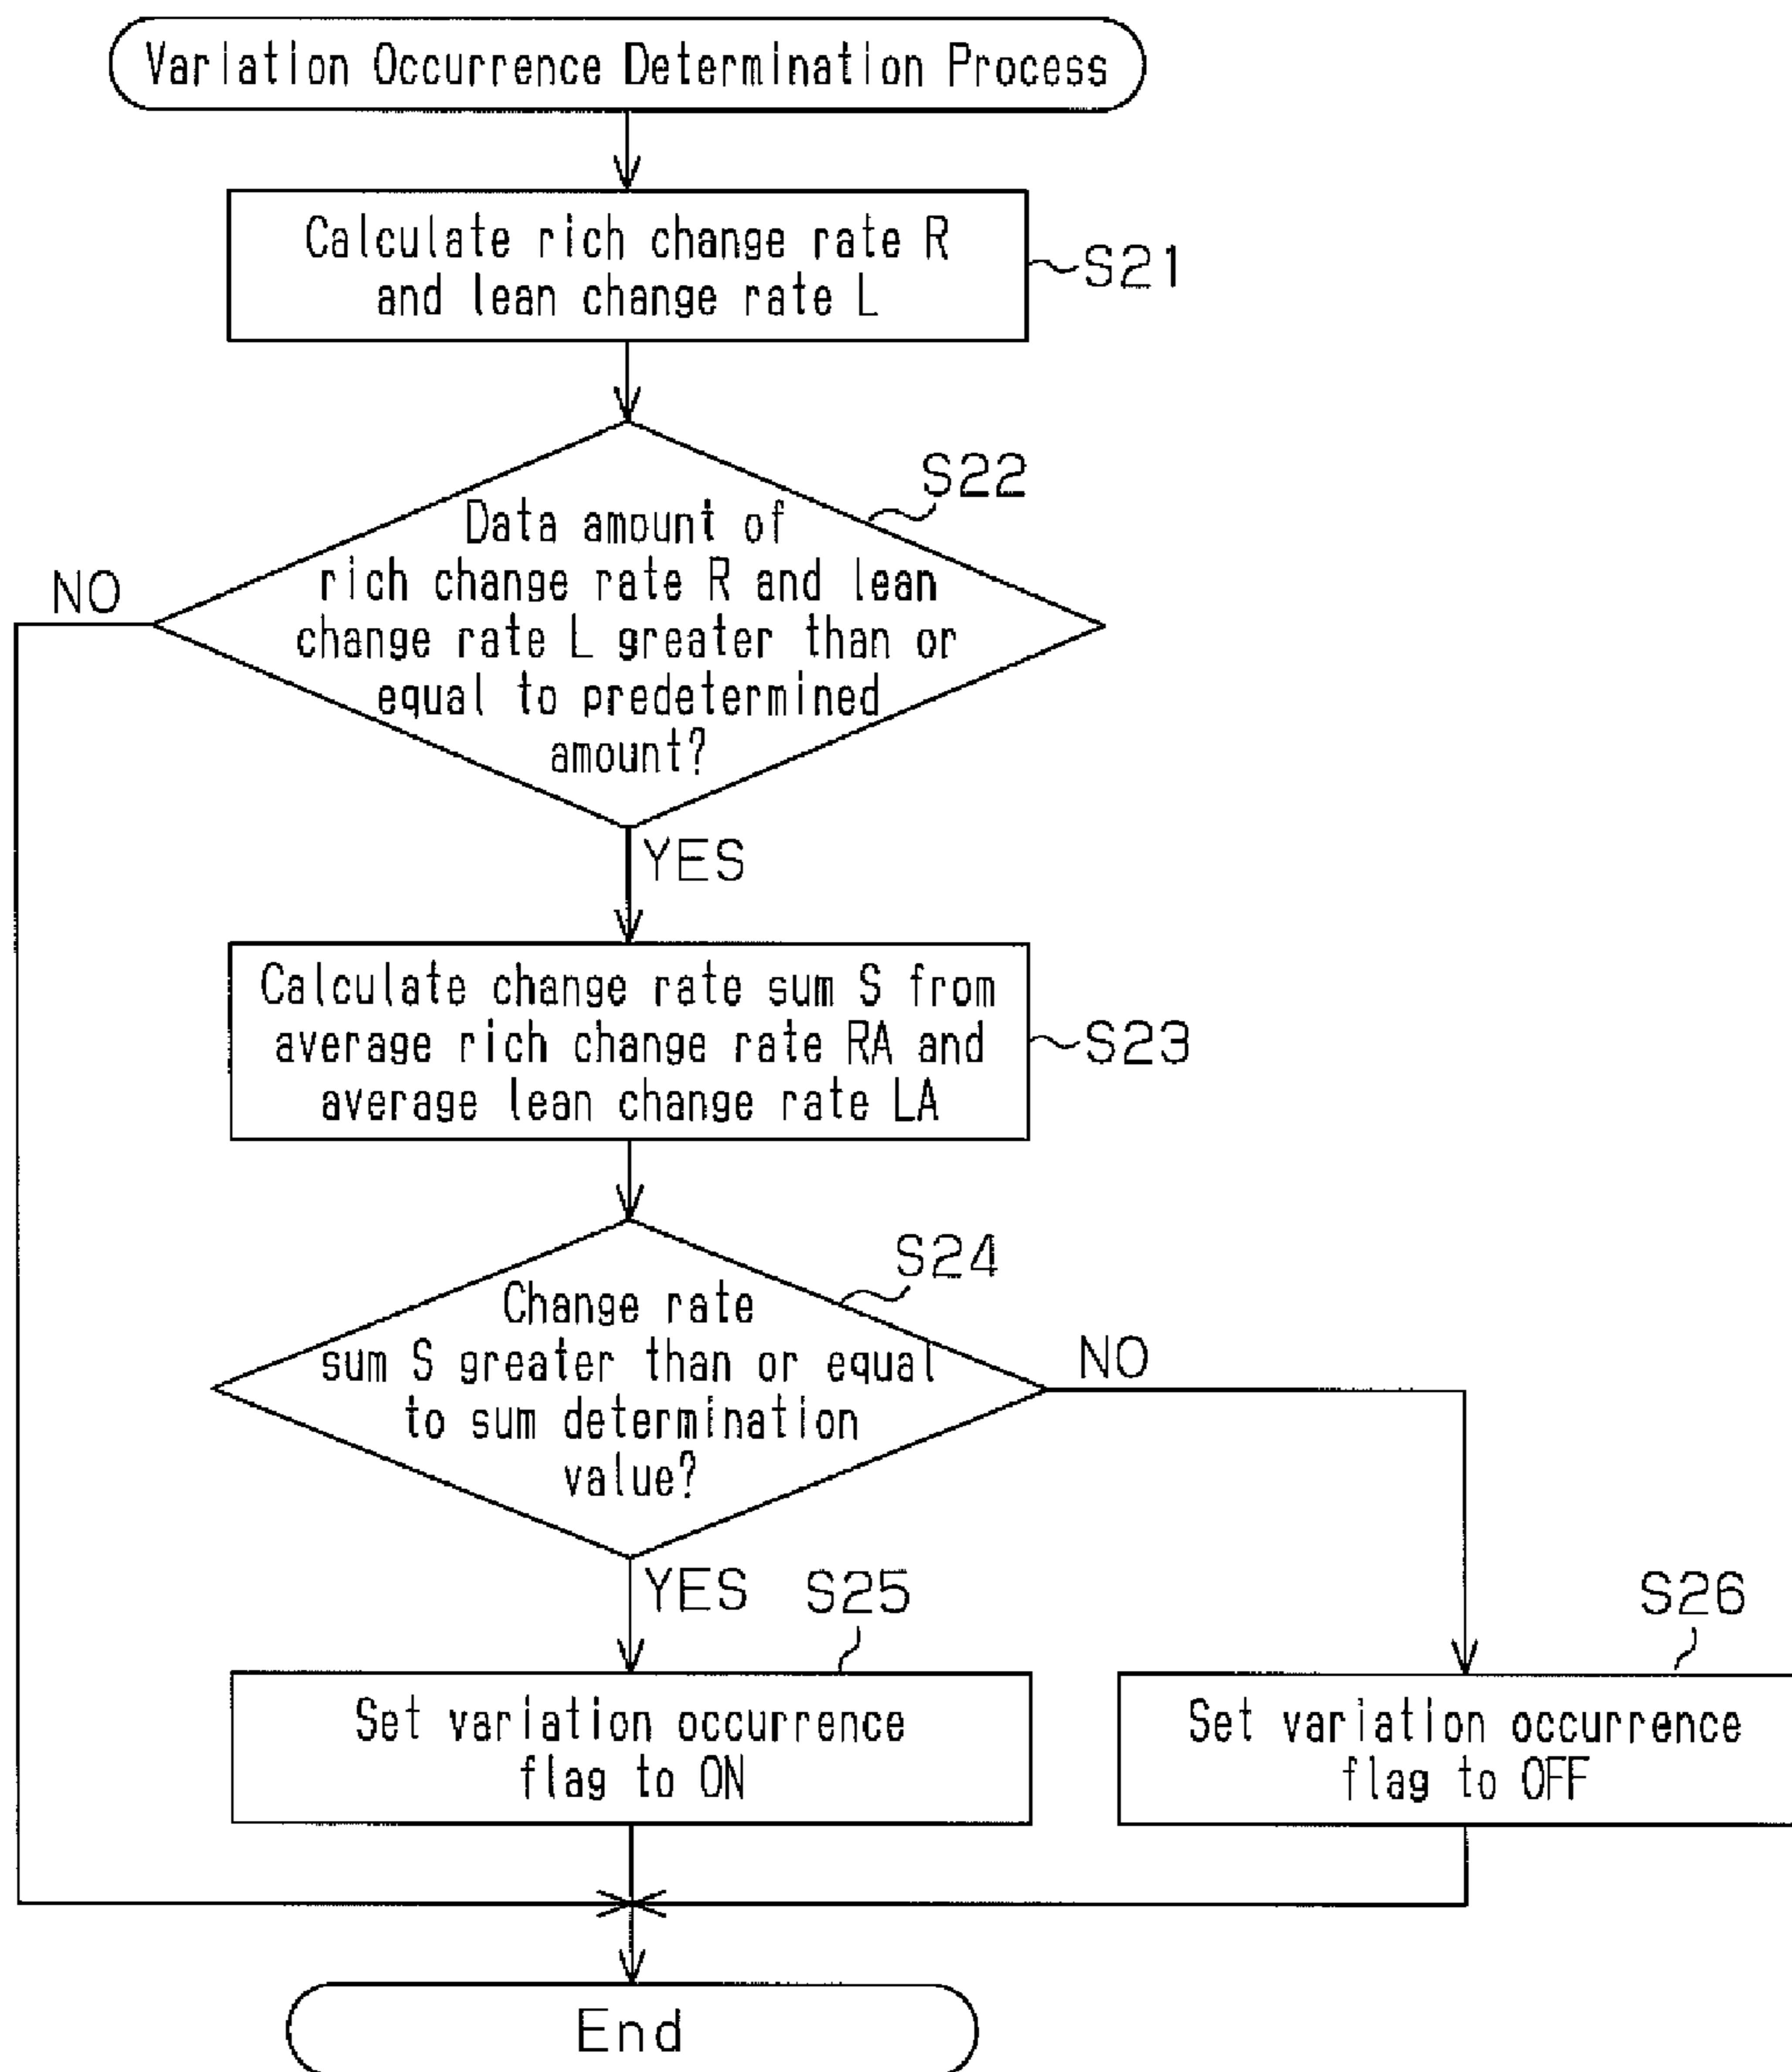 Variation Occurrence Determination Process
Calculate rich change rate R
and lean change rate L
S21
S22
Data amount of
rich change rate R and lean
change rate L greater than or
equal to predetermined
amount?
NO
YES
Calculate change rate sum S from
average rich change rate RA and
average lean change rate LA
S23
S24
Change rate
sum S greater than or equal
to sum determination
value?
NO
YES
S25
S26
Set variation occurrence
flag to ON
Set variation occurrence
flag to OFF
End